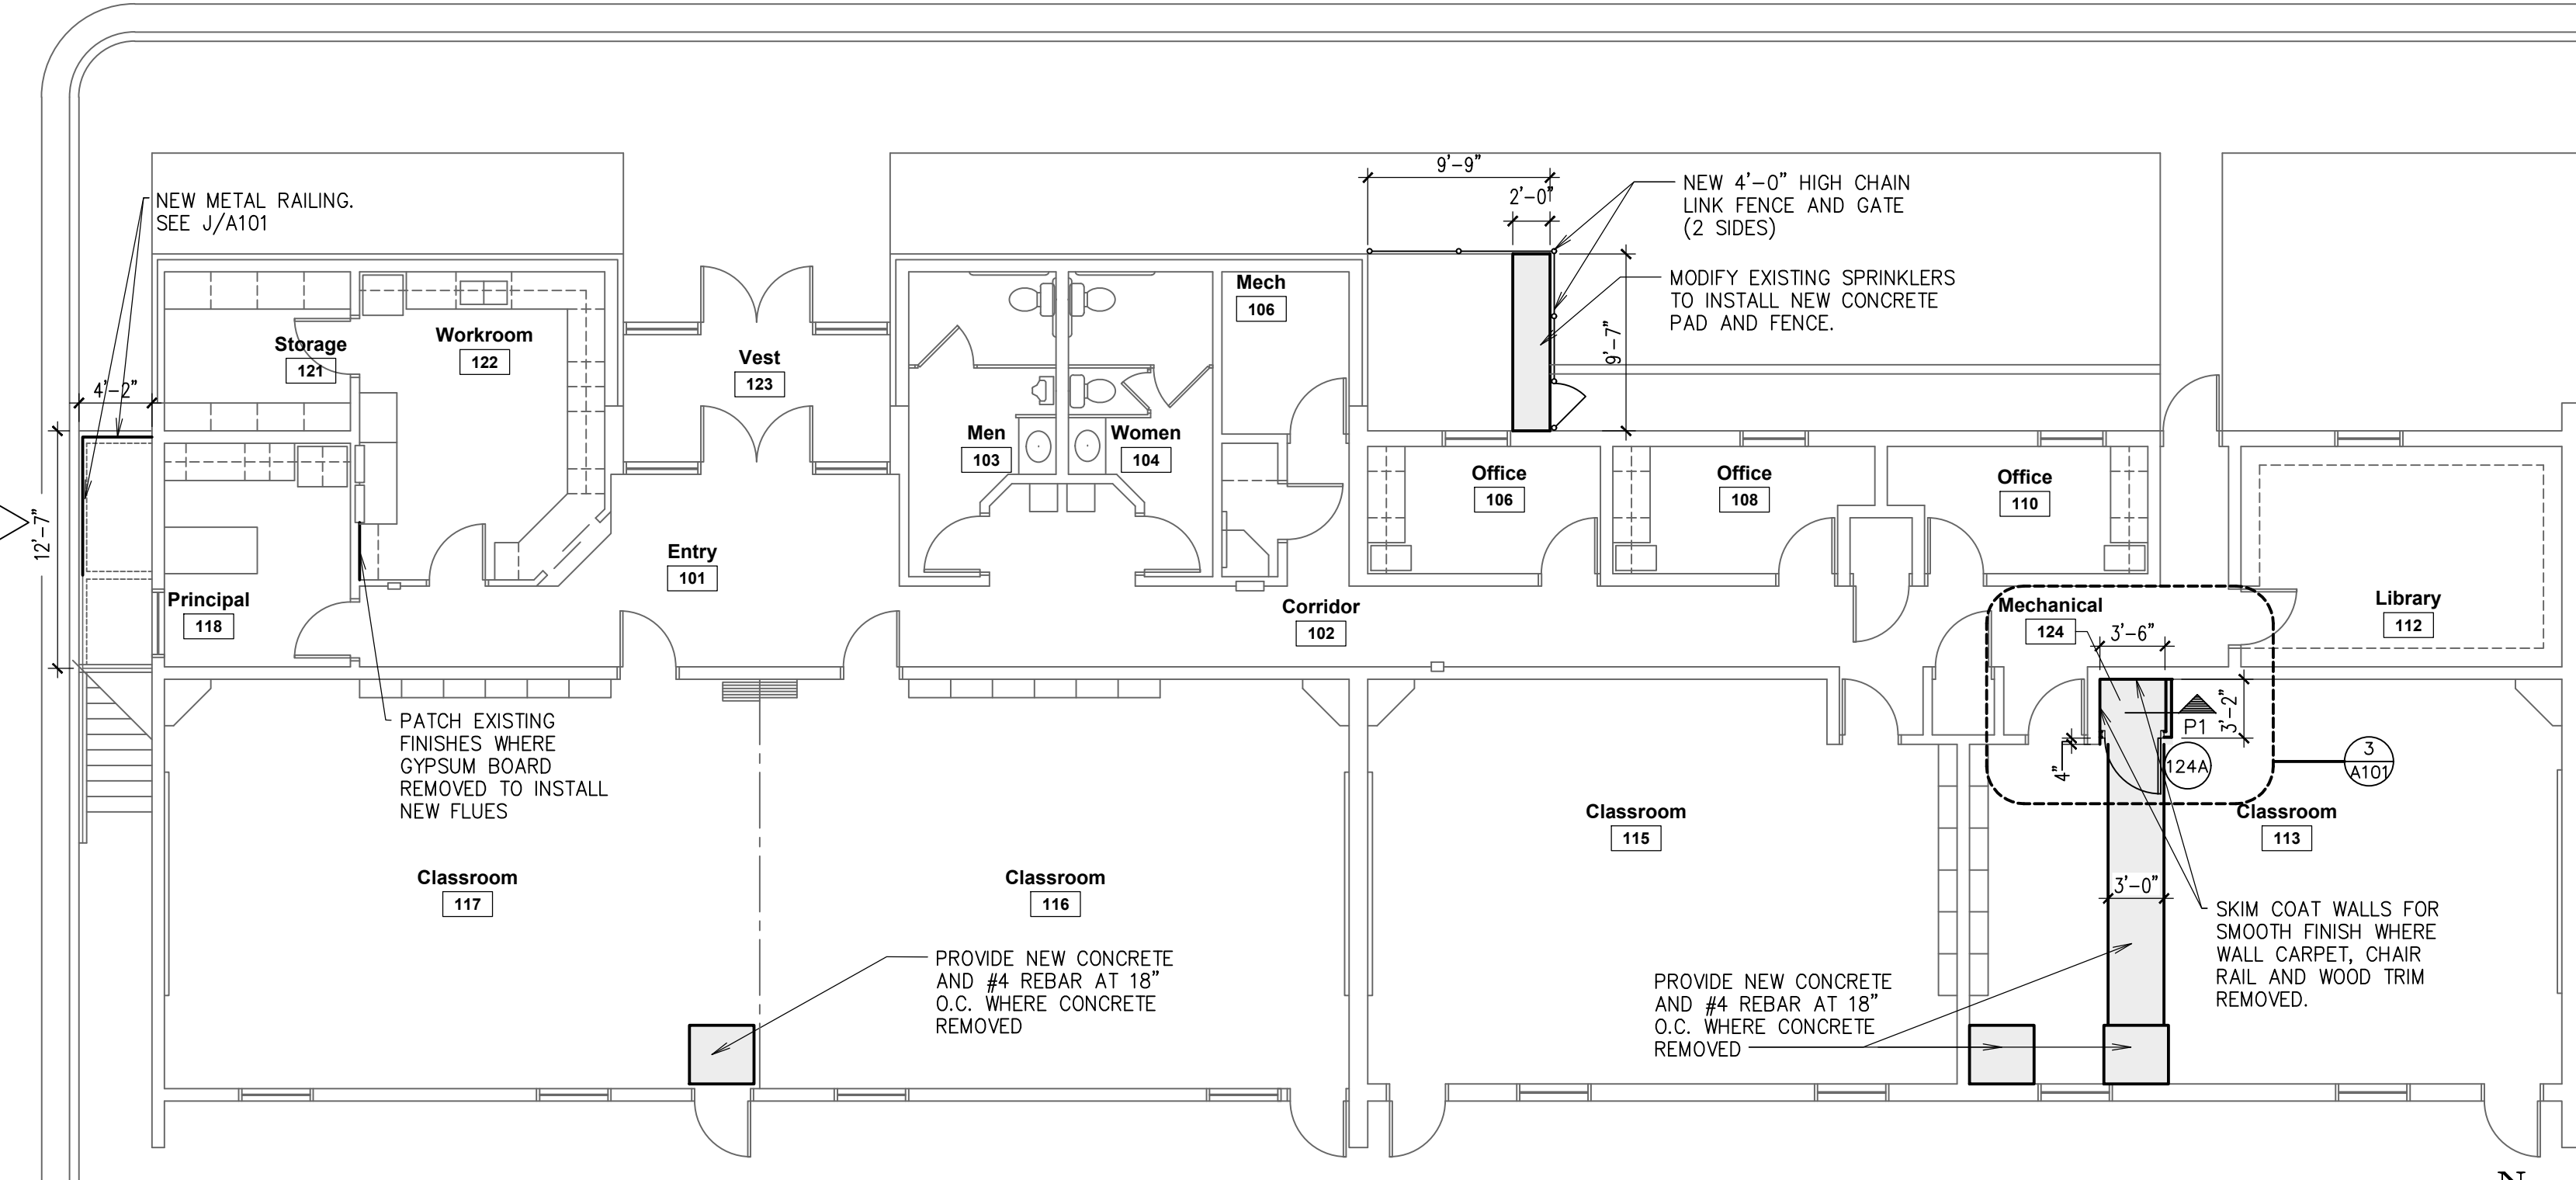 NEW METAL RAILING.
SEE J/A101
9'-9"
2'-0"
NEW 4'-0" HIGH CHAIN
LINK FENCE AND GATE
(2 SIDES)
MODIFY EXISTING SPRINKLERS
TO INSTALL NEW CONCRETE
PAD AND FENCE.
9'-7"
Storage
121
Workroom
122
Vest
123
Mech
106
4'-2"
12'-7"
Men
103
Women
104
Office
106
Office
108
Office
110
Entry
101
Principal
118
Corridor
102
Mechanical
124
3'-6"
Library
112
3'-2"
P1
4"
124A
3
A101
PATCH EXISTING
FINISHES WHERE
GYPSUM BOARD
REMOVED TO INSTALL
NEW FLUES
Classroom
117
Classroom
116
Classroom
115
Classroom
113
3'-0"
PROVIDE NEW CONCRETE
AND #4 REBAR AT 18"
O.C. WHERE CONCRETE
REMOVED
PROVIDE NEW CONCRETE
AND #4 REBAR AT 18"
O.C. WHERE CONCRETE
REMOVED
SKIM COAT WALLS FOR
SMOOTH FINISH WHERE
WALL CARPET, CHAIR
RAIL AND WOOD TRIM
REMOVED.